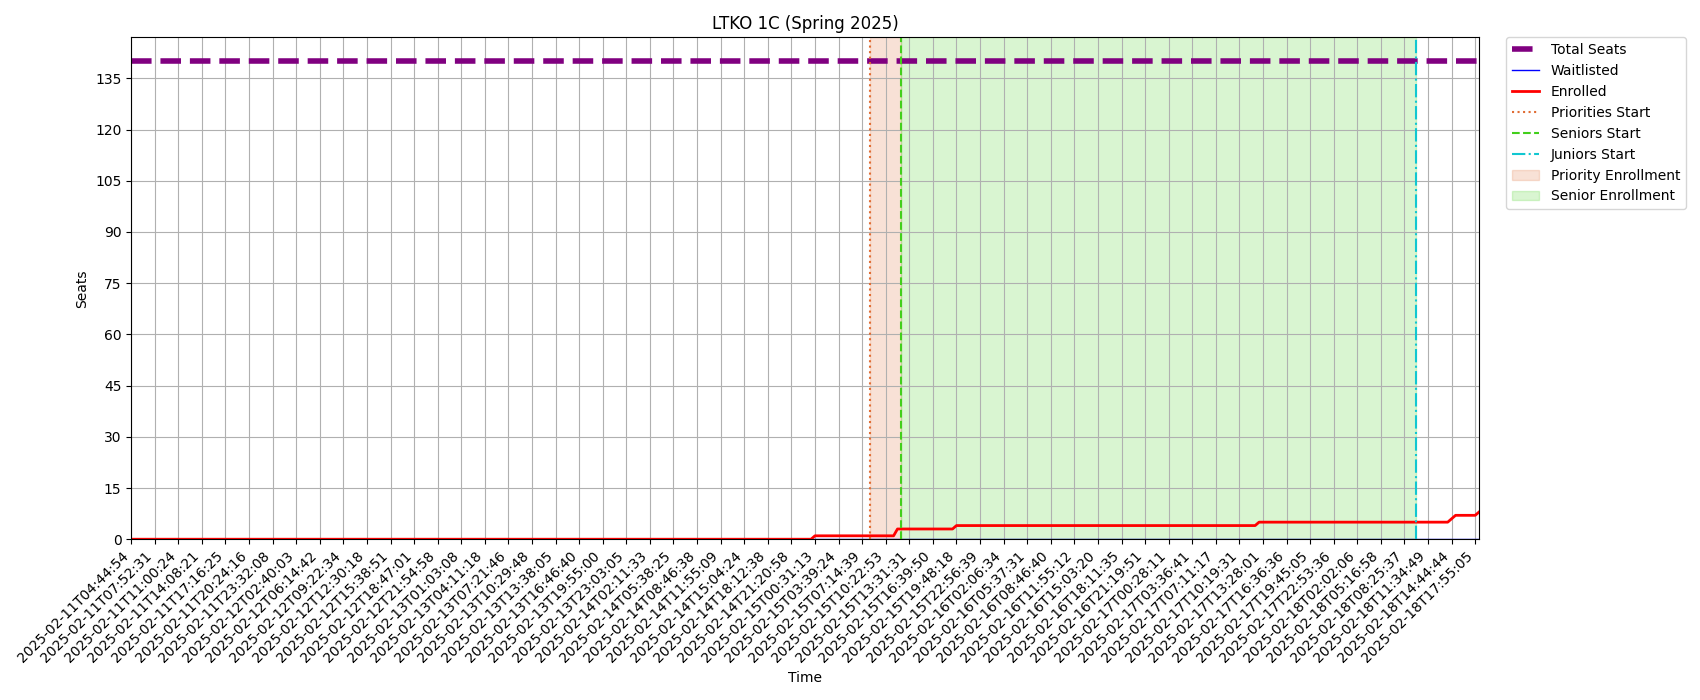 LTKO 1C (Spring 2025)
Total Seats
Waitlisted
Enrolled
Priorities Start
Seniors Start
Juniors Start
Priority Enrollment
Senior Enrollment
Seats
135
120
105
90
75
60
45
30
15
0
2025-02-11T04:44:54
2025-02-11T07:52:31
2025-02-11T11:00:24
2025-02-11T14:08:21
2025-02-11T17:16:25
2025-02-11T20:24:16
2025-02-11T23:32:08
2025-02-12T02:40:03
2025-02-12T06:14:42
2025-02-12T09:22:34
2025-02-12T12:30:18
2025-02-12T15:38:51
2025-02-12T18:47:01
2025-02-12T21:54:58
2025-02-13T01:03:08
2025-02-13T04:11:18
2025-02-13T07:21:46
2025-02-13T10:29:48
2025-02-13T13:38:05
2025-02-13T16:46:40
2025-02-13T19:55:00
2025-02-13T23:03:05
2025-02-14T02:11:33
2025-02-14T05:38:25
2025-02-14T08:46:38
2025-02-14T11:55:09
2025-02-14T15:04:24
2025-02-14T18:12:38
2025-02-14T21:20:58
2025-02-15T00:31:13
2025-02-15T03:39:24
2025-02-15T07:14:39
2025-02-15T10:22:53
2025-02-15T13:31:31
2025-02-15T16:39:50
2025-02-15T19:48:18
2025-02-15T22:56:39
2025-02-16T02:06:34
2025-02-16T05:37:31
2025-02-16T08:46:40
2025-02-16T11:55:12
2025-02-16T15:03:20
2025-02-16T18:11:35
2025-02-16T21:19:51
2025-02-17T00:28:11
2025-02-17T03:36:41
2025-02-17T07:11:17
2025-02-17T10:19:31
2025-02-17T13:28:01
2025-02-17T16:36:36
2025-02-17T19:45:05
2025-02-17T22:53:36
2025-02-18T02:02:06
2025-02-18T05:16:58
2025-02-18T08:25:37
2025-02-18T11:34:49
2025-02-18T14:44:44
2025-02-18T17:55:05
Time